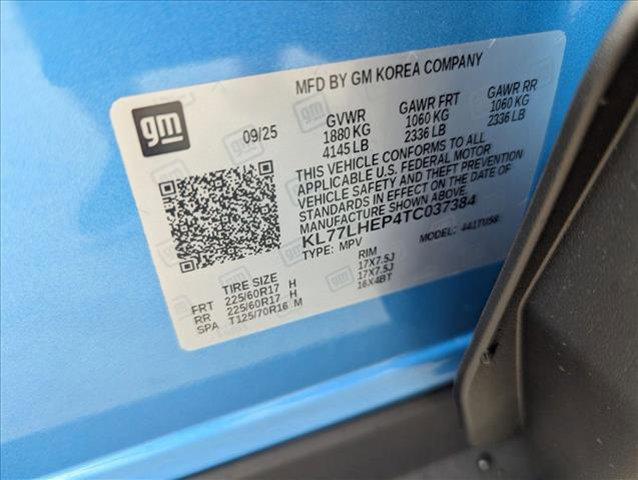 MFD BY GM KOREA COMPANY
gm
09/25
GVWR GAWR FRT GAWR RR
1880 KG 1060 KG 1060 KG
4145 LB 2336 LB 2336 LB
THIS VEHICLE CONFORMS TO ALL
APPLICABLE U.S. FEDERAL MOTOR
VEHICLE SAFETY AND THEFT PREVENTION
STANDARDS IN EFFECT ON THE DATE OF
MANUFACTURE SHOWN ABOVE.
KL77LHEP4TC037384
TYPE: MPV MODEL:
TIRE SIZE RIM
FRT 225/60R17 H 17X7.5J
RR 225/60R17 H 17X7.5J
SPA T125/70R16 M 16X4BT